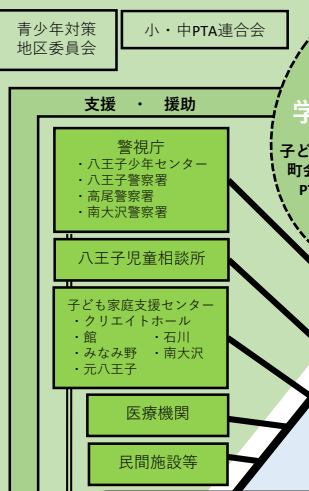 青少年対策
地区委員会
小・中PTA連合会
支援　・　援助
警視庁
・八王子少年センター
・八王子警察署
・高尾警察署
・南大沢警察署
八王子児童相談所
子ども家庭支援センター
・クリエイトホール
・館　　　・石川
・みなみ野　・南大沢
・元八王子
医療機関
民間施設等
学
子ど
町会
PT